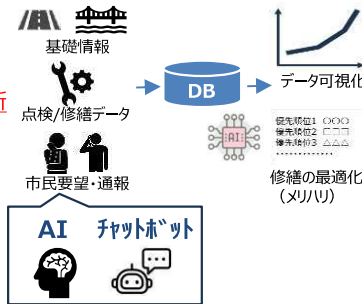 基礎情報
所
点検/修繕データ
市民要望・通報
AI
チャットボット
DB
AI
データ可視化
優先順位1 ○○○
優先順位2 □□□
優先順位3 △△△
•••••••••••••
修繕の最適化
（メリハリ）